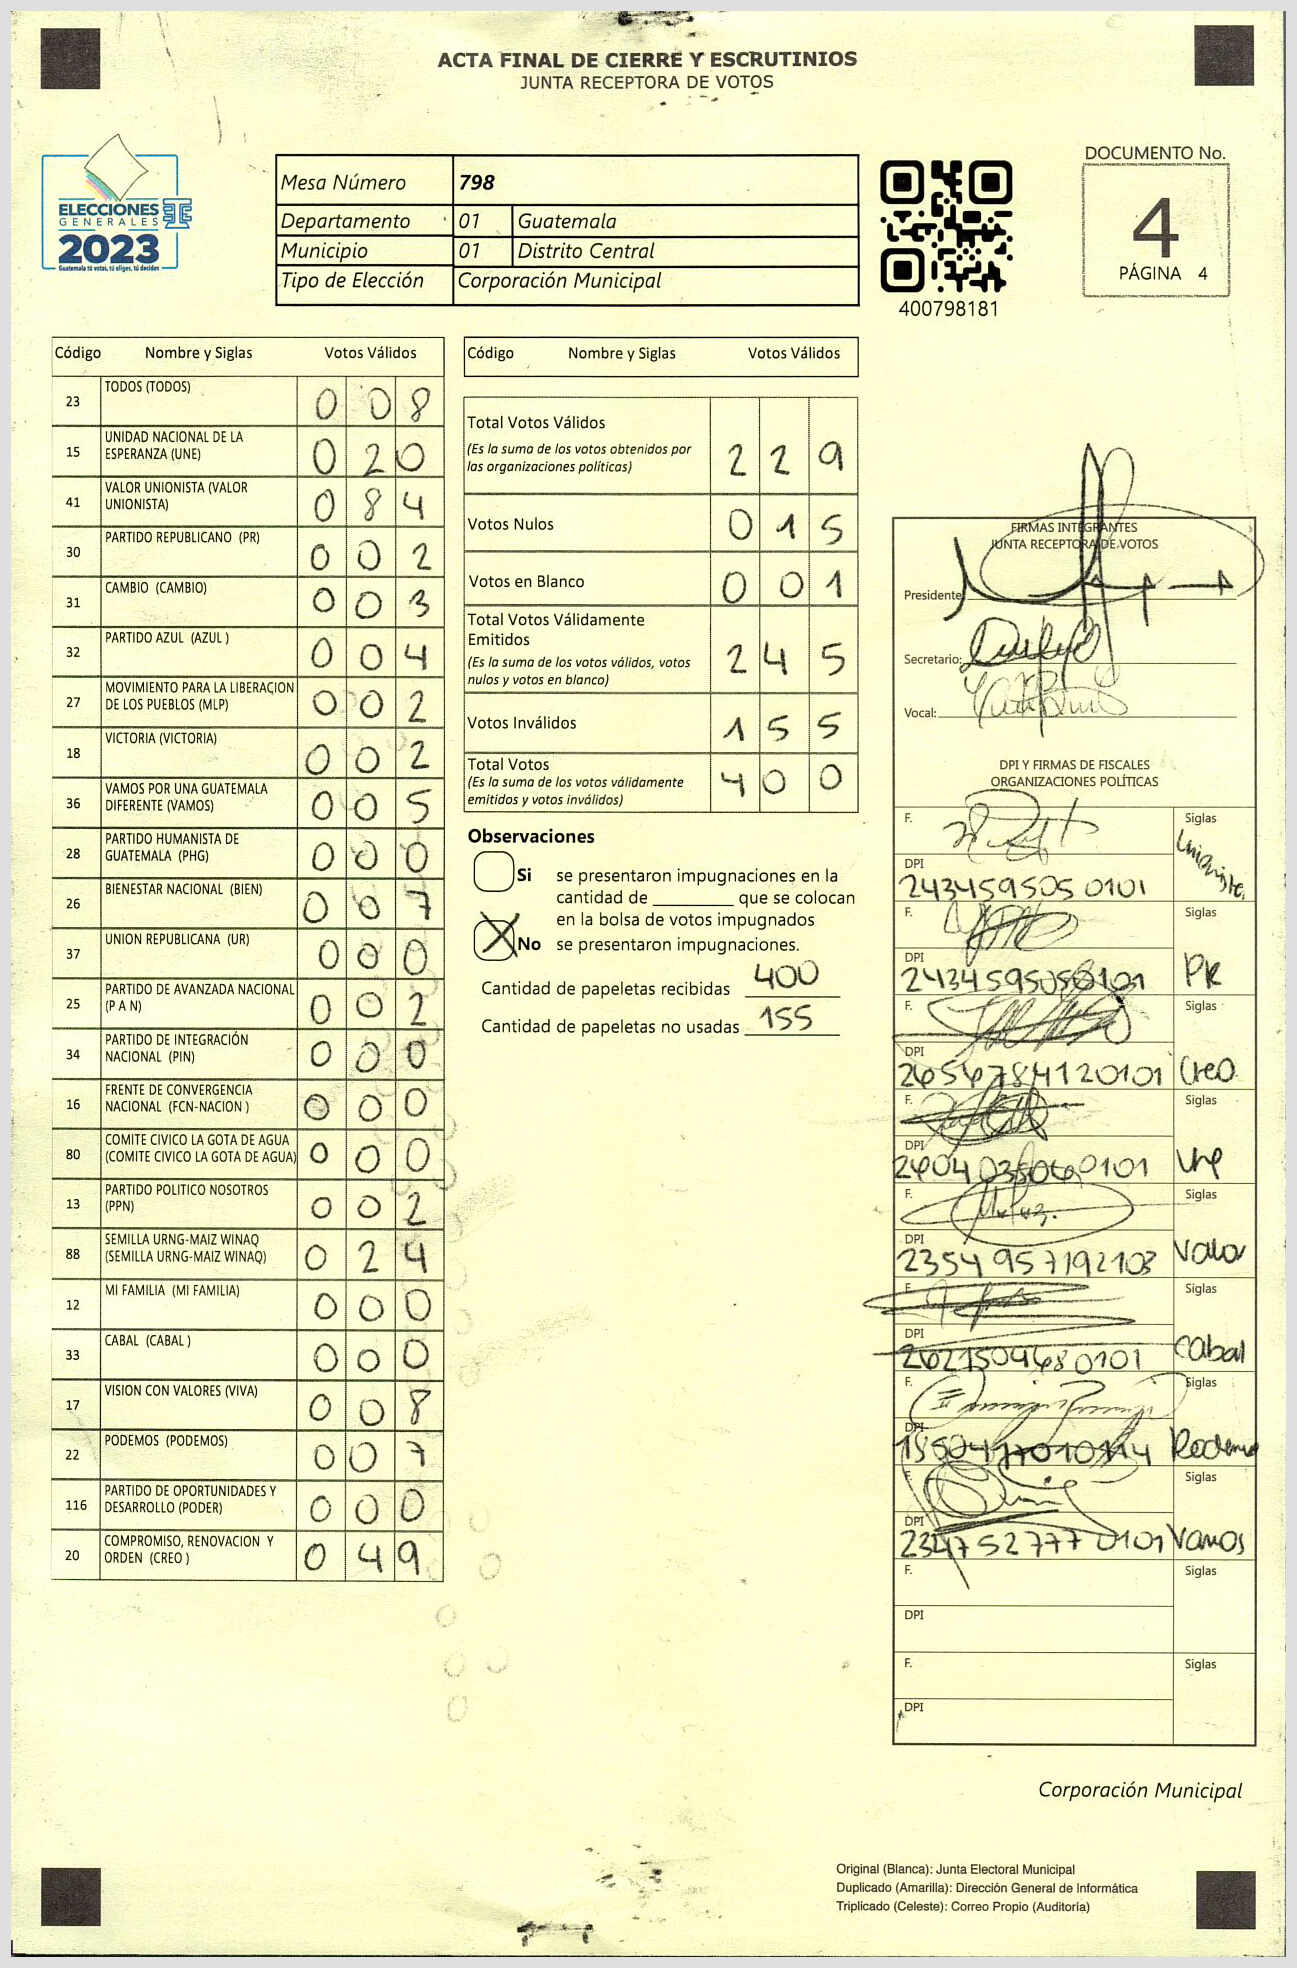 ACTA FINAL DE CIERRE Y ESCRUTINIOS
JUNTA RECEPTORA DE VOTOS
ELECCIONES
GENERALES
2023
Guatemala tú votas, tú eliges, tú decides
Mesa Número 798
Departamento 01 Guatemala
Municipio 01 Distrito Central
Tipo de Elección Corporación Municipal
400798181
DOCUMENTO No.
4
PÁGINA 4
Código Nombre y Siglas Votos Válidos
23 TODOS (TODOS) 0 0 8
15 UNIDAD NACIONAL DE LA ESPERANZA (UNE) 0 2 0
41 VALOR UNIONISTA (VALOR UNIONISTA) 0 8 4
30 PARTIDO REPUBLICANO (PR) 0 0 2
31 CAMBIO (CAMBIO) 0 0 3
32 PARTIDO AZUL (AZUL ) 0 0 4
27 MOVIMIENTO PARA LA LIBERACION DE LOS PUEBLOS (MLP) 0 0 2
18 VICTORIA (VICTORIA) 0 0 2
36 VAMOS POR UNA GUATEMALA DIFERENTE (VAMOS) 0 0 5
28 PARTIDO HUMANISTA DE GUATEMALA (PHG) 0 0 0
26 BIENESTAR NACIONAL (BIEN) 0 0 7
37 UNION REPUBLICANA (UR) 0 0 0
25 PARTIDO DE AVANZADA NACIONAL (P A N) 0 0 2
34 PARTIDO DE INTEGRACIÓN NACIONAL (PIN) 0 0 0
16 FRENTE DE CONVERGENCIA NACIONAL (FCN-NACION ) 0 0 0
80 COMITE CIVICO LA GOTA DE AGUA (COMITE CIVICO LA GOTA DE AGUA) 0 0 0
13 PARTIDO POLITICO NOSOTROS (PPN) 0 0 2
88 SEMILLA URNG-MAIZ WINAQ (SEMILLA URNG-MAIZ WINAQ) 0 2 4
12 MI FAMILIA (MI FAMILIA) 0 0 0
33 CABAL (CABAL ) 0 0 0
17 VISION CON VALORES (VIVA) 0 0 8
22 PODEMOS (PODEMOS) 0 0 7
116 PARTIDO DE OPORTUNIDADES Y DESARROLLO (PODER) 0 0 0
20 COMPROMISO, RENOVACION Y ORDEN (CREO ) 0 4 9
Código Nombre y Siglas Votos Válidos
Total Votos Válidos
(Es la suma de los votos obtenidos por
las organizaciones políticas) 2 2 9
Votos Nulos 0 1 5
Votos en Blanco 0 0 1
Total Votos Válidamente
Emitidos
(Es la suma de los votos válidos, votos
nulos y votos en blanco) 2 4 5
Votos Inválidos 1 5 5
Total Votos
(Es la suma de los votos válidamente
emitidos y votos inválidos) 4 0 0
Observaciones
Si se presentaron impugnaciones en la
cantidad de ________ que se colocan
en la bolsa de votos impugnados
X No se presentaron impugnaciones.
Cantidad de papeletas recibidas 400
Cantidad de papeletas no usadas 155
FIRMAS INTEGRANTES
JUNTA RECEPTORA DE VOTOS
Presidente:
Secretario:
Vocal:
DPI Y FIRMAS DE FISCALES
ORGANIZACIONES POLÍTICAS
F. Siglas Unionista
DPI 2434595050101
F. Siglas PR
DPI 2434595050101
F. Siglas Creo
DPI 2656784120101
F. Siglas Une
DPI
F. Siglas Valor
DPI 2354957192103
F. Siglas Cabal
DPI 2621504680101
F. Siglas
DPI
F. Siglas Vamos
DPI 2347527770101
F. Siglas
DPI
F. Siglas
DPI
Corporación Municipal
Original (Blanca): Junta Electoral Municipal
Duplicado (Amarilla): Dirección General de Informática
Triplicado (Celeste): Correo Propio (Auditoría)